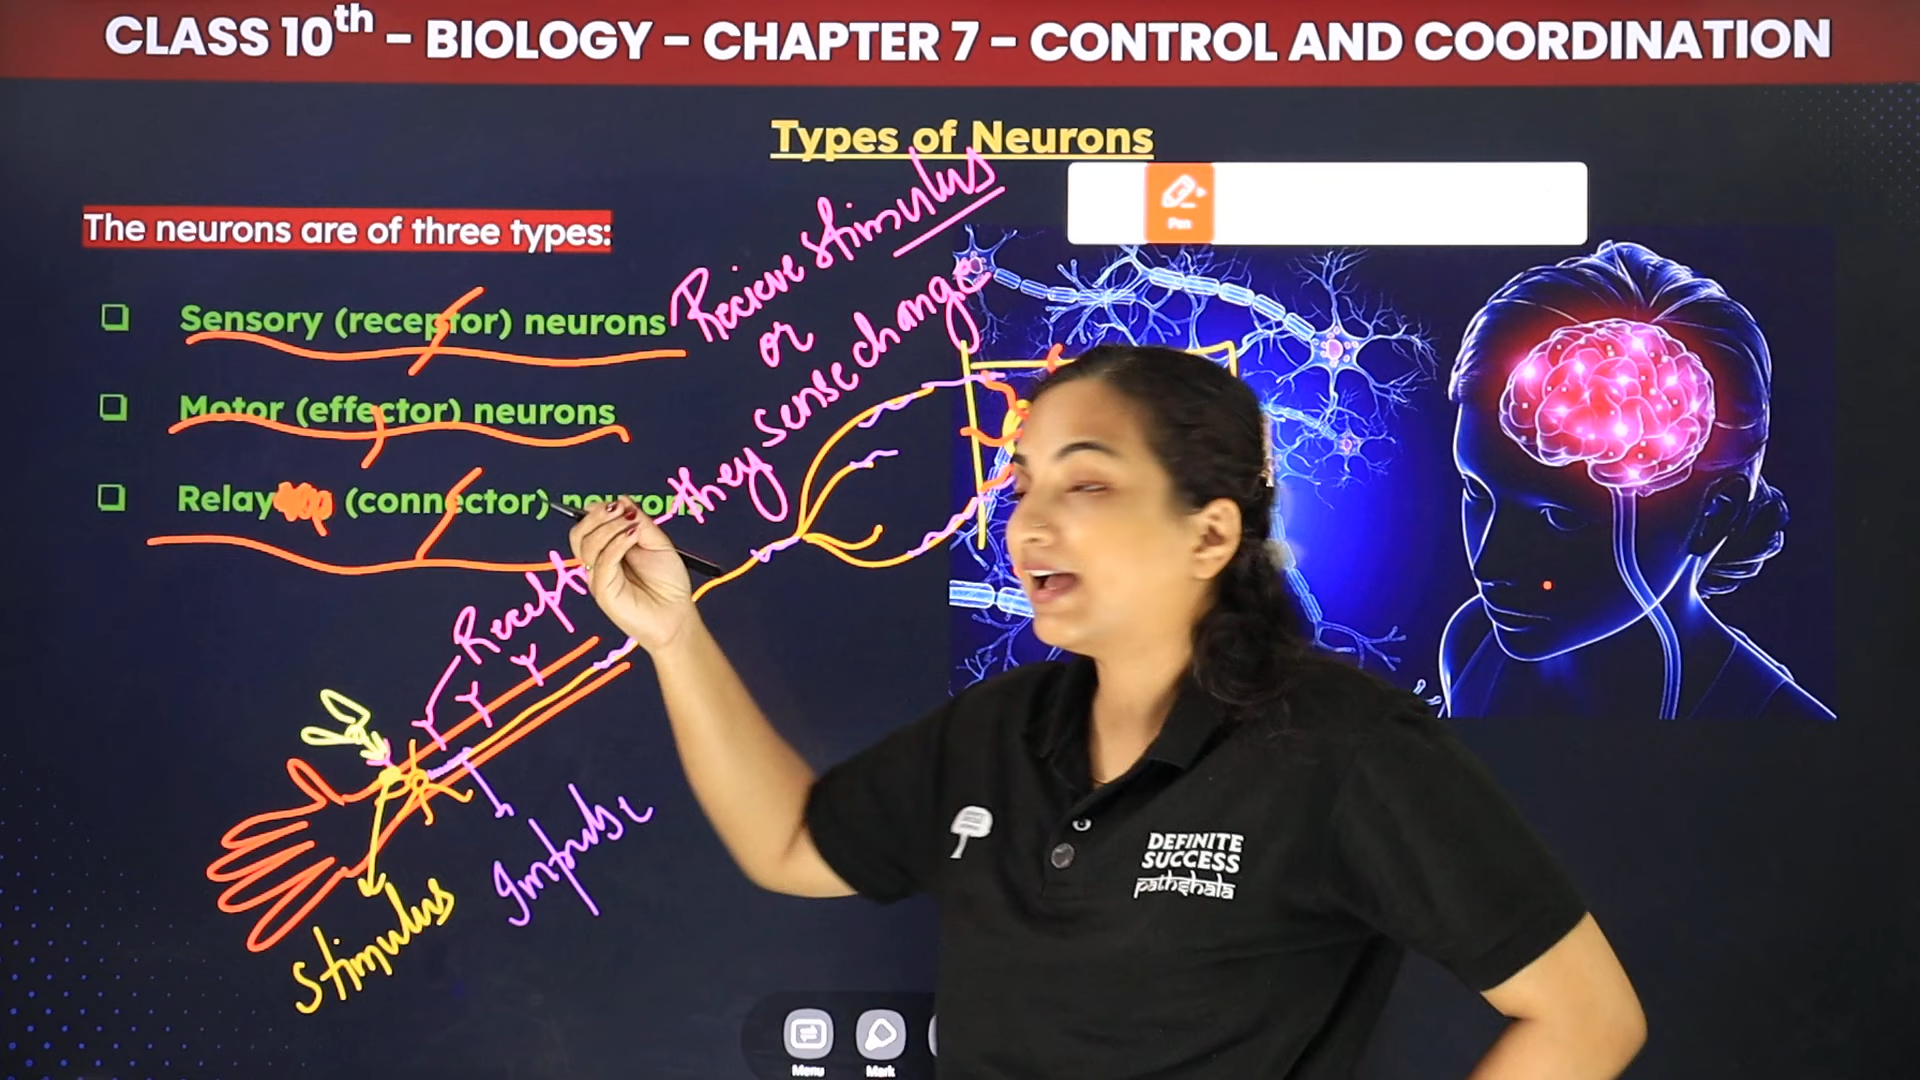 CLASS 10th - BIOLOGY - CHAPTER 7 - CONTROL AND COORDINATION
Types of Neurons
Pen
The neurons are of three types:
❑ Sensory (receptor) neurons
❑ Motor (effector) neurons
❑ Relay (connector) neurons
Recieve stimulus
or
they sense change
Recept
Impulse
Stimulus
DEFINITE
SUCCESS
pathshala
Menu
Mark